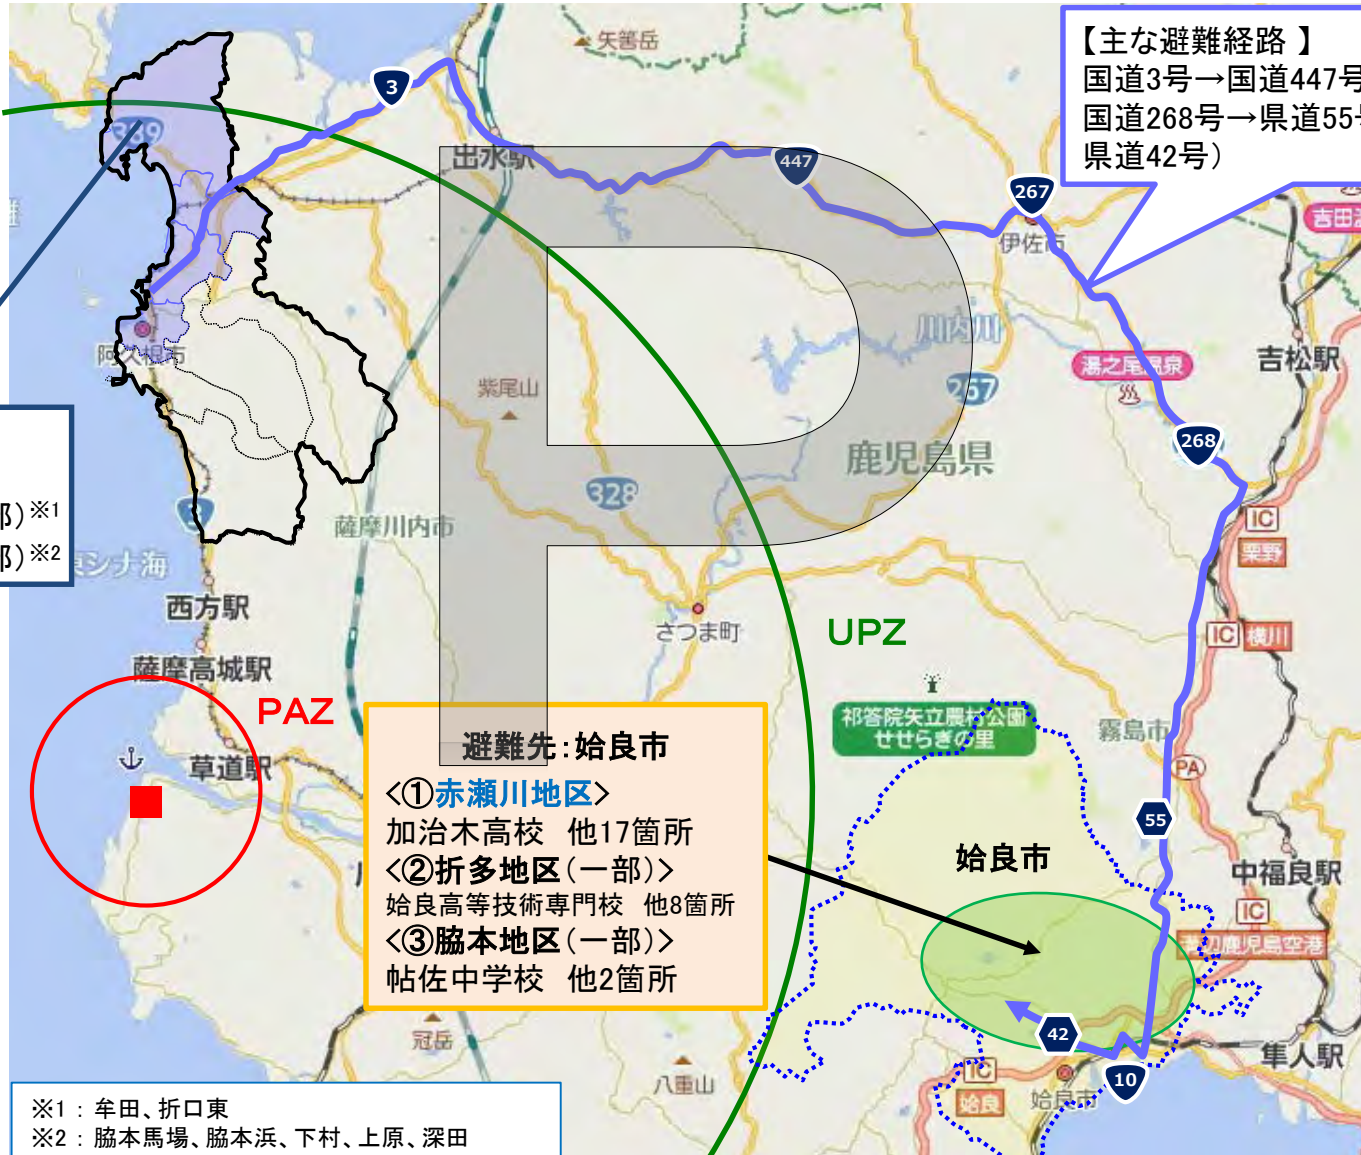 矢筈岳
【主な避難経路 】
国道3号→国道447号
国道268号→県道55号
県道42号）
3
389
出水駅
447
267
伊佐市
吉田温
川内川
阿久根市
湯之尾温泉
吉松駅
紫尾山
267
268
鹿児島県
328
3
部）※1
部）※2
薩摩川内市
IC
栗野
東シナ海
西方駅
さつま町
UPZ
IC
横川
薩摩高城駅
PAZ
祁答院矢立農村公園
せせらぎの里
霧島市
草道駅
PA
避難先：姶良市
<①赤瀬川地区>
加治木高校　他17箇所
<②折多地区（一部）>
姶良高等技術専門校　他8箇所
<③脇本地区（一部）>
帖佐中学校　他2箇所
55
姶良市
中福良駅
IC
溝辺鹿児島空港
冠岳
42
隼人駅
八重山
IC
姶良
姶良市
10
※1 : 牟田、折口東
※2 : 脇本馬場、脇本浜、下村、上原、深田
P